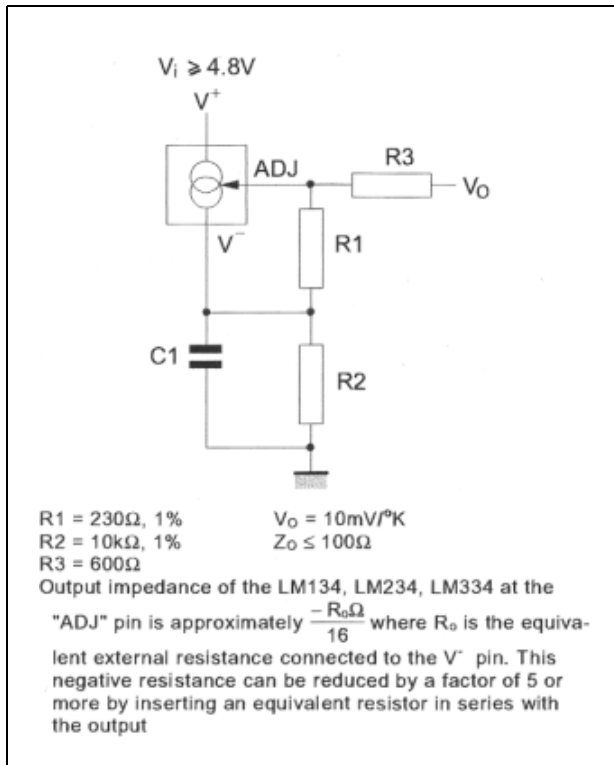 Vi ⩾ 4.8V
V+
ADJ
R3
VO
V−
R1
C1
R2
R1 = 230Ω, 1%
VO = 10mV/°K
R2 = 10kΩ, 1%
ZO ≤ 100Ω
R3 = 600Ω
Output impedance of the LM134, LM234, LM334 at the
"ADJ" pin is approximately −RoΩ/16 where Ro is the equiva-
lent external resistance connected to the V- pin. This
negative resistance can be reduced by a factor of 5 or
more by inserting an equivalent resistor in series with
the output